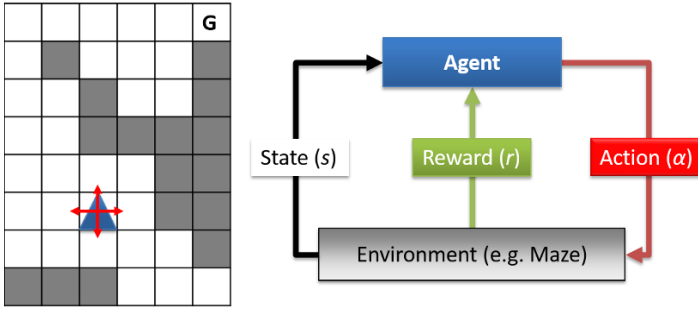 G
Agent
State (s)
Reward (r)
Action (α)
Environment (e.g. Maze)